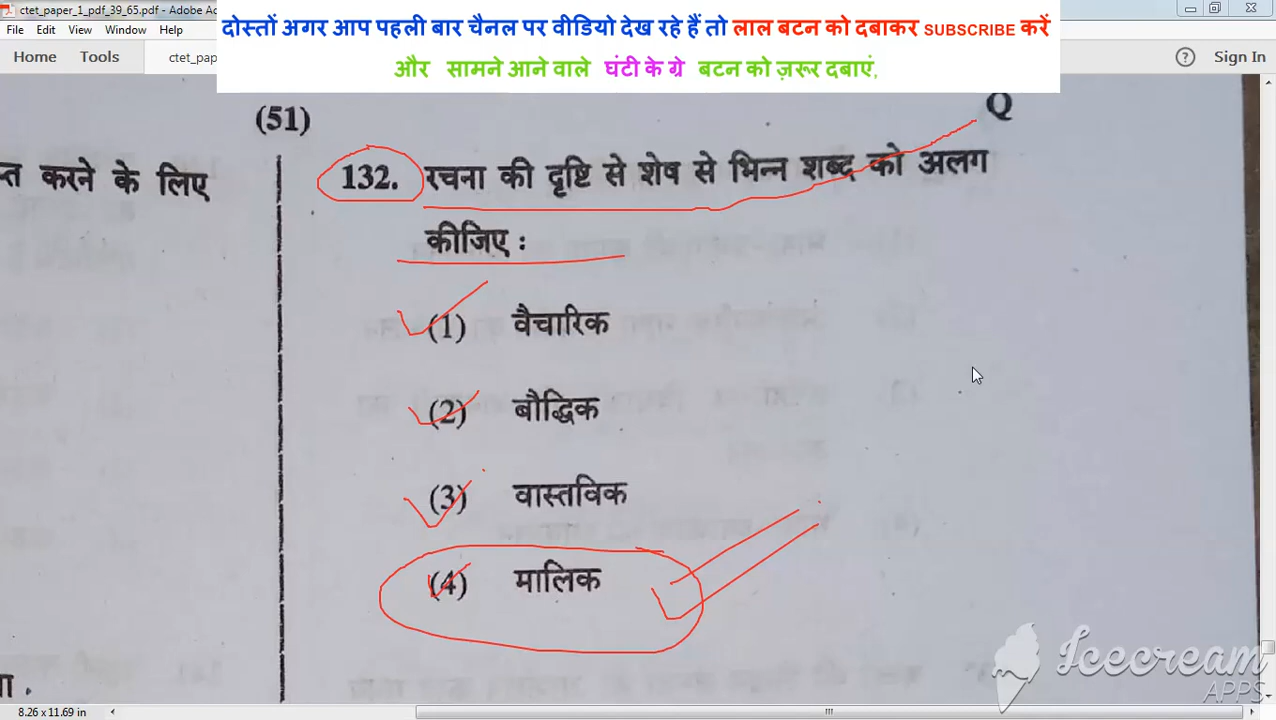 ctet_paper_1_pdf_39_65.pdf - Adobe Ac
दोस्तों अगर आप पहली बार चैनल पर वीडियो देख रहे हैं तो लाल बटन को दबाकर SUBSCRIBE करें
और सामने आने वाले घंटी के ग्रे बटन को ज़रूर दबाएं,
File Edit View Window Help
Home Tools ctet_pap
? Sign In
(51)
Q
प्त करने के लिए
132. रचना की दृष्टि से शेष से भिन्न शब्द को अलग
कीजिए :
(1) वैचारिक
(2) बौद्धिक
(3) वास्तविक
(4) मालिक
Icecream
APPS
8.26 x 11.69 in